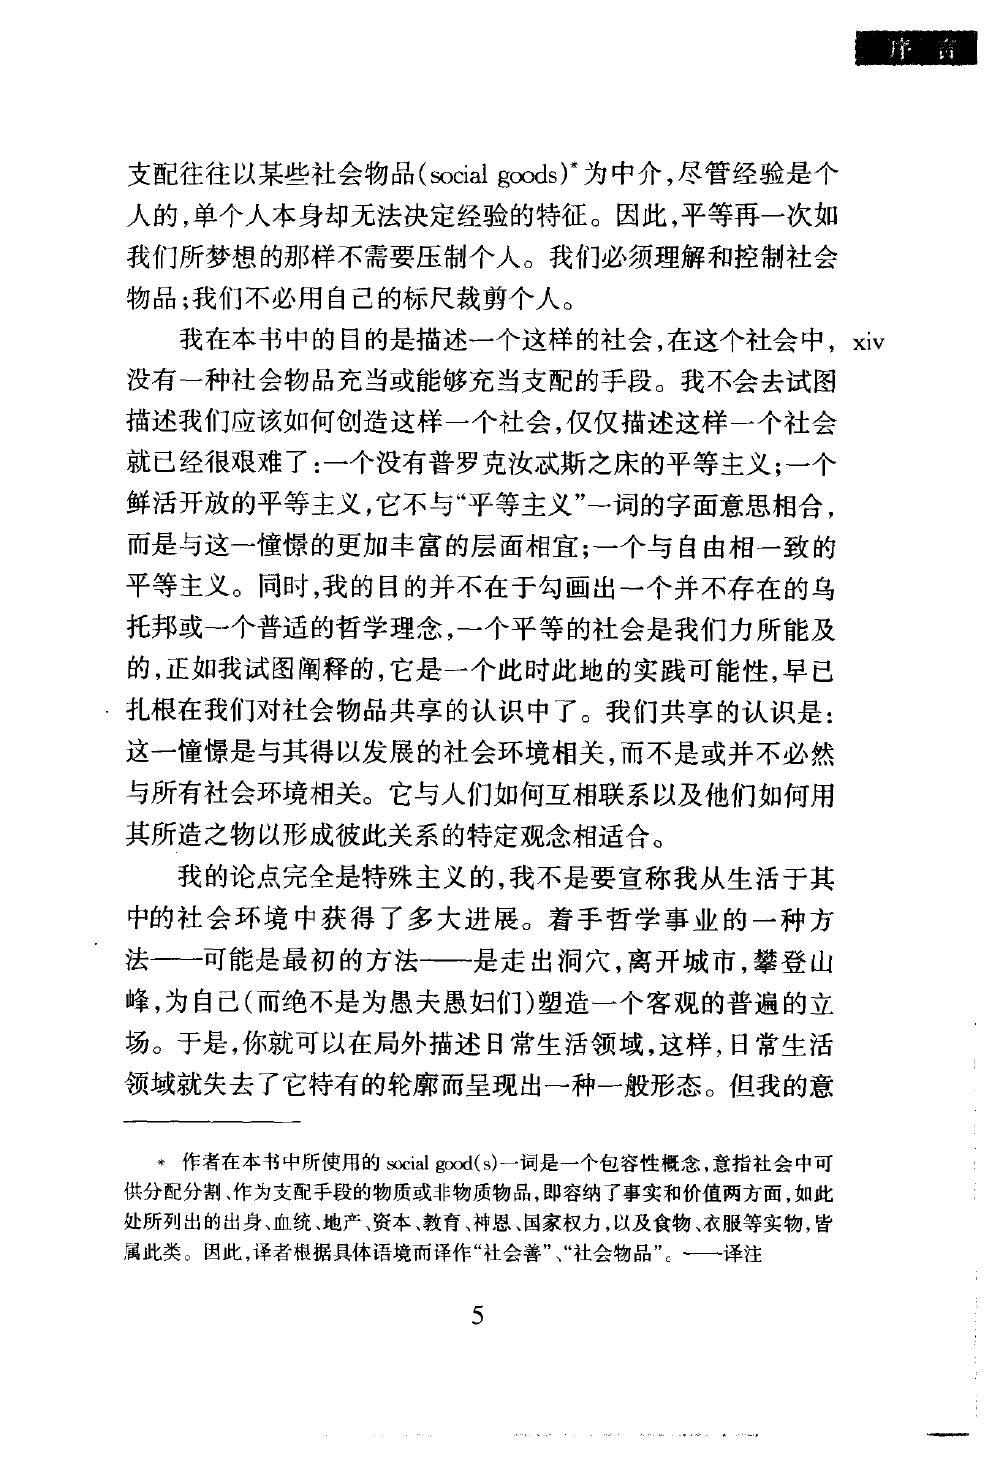 序言
支配往往以某些社会物品(social goods)*为中介,尽管经验是个
人的,单个人本身却无法决定经验的特征。因此,平等再一次如
我们所梦想的那样不需要压制个人。我们必须理解和控制社会
物品;我们不必用自己的标尺裁剪个人。
我在本书中的目的是描述一个这样的社会,在这个社会中, xiv
没有一种社会物品充当或能够充当支配的手段。我不会去试图
描述我们应该如何创造这样一个社会,仅仅描述这样一个社会
就已经很艰难了:一个没有普罗克汝忒斯之床的平等主义;一个
鲜活开放的平等主义,它不与“平等主义”一词的字面意思相合,
而是与这一憧憬的更加丰富的层面相宜;一个与自由相一致的
平等主义。同时,我的目的并不在于勾画出一个并不存在的乌
托邦或一个普适的哲学理念,一个平等的社会是我们力所能及
的,正如我试图阐释的,它是一个此时此地的实践可能性,早已
扎根在我们对社会物品共享的认识中了。我们共享的认识是:
这一憧憬是与其得以发展的社会环境相关,而不是或并不必然
与所有社会环境相关。它与人们如何互相联系以及他们如何用
其所造之物以形成彼此关系的特定观念相适合。
我的论点完全是特殊主义的,我不是要宣称我从生活于其
中的社会环境中获得了多大进展。着手哲学事业的一种方
法——可能是最初的方法——是走出洞穴,离开城市,攀登山
峰,为自己(而绝不是为愚夫愚妇们)塑造一个客观的普遍的立
场。于是,你就可以在局外描述日常生活领域,这样,日常生活
领域就失去了它特有的轮廓而呈现出一种一般形态。但我的意
* 作者在本书中所使用的 social good(s)一词是一个包容性概念,意指社会中可
供分配分割、作为支配手段的物质或非物质物品,即容纳了事实和价值两方面,如此
处所列出的出身、血统、地产、资本、教育、神恩、国家权力,以及食物、衣服等实物,皆
属此类。因此,译者根据具体语境而译作“社会善”、“社会物品”。——译注
5